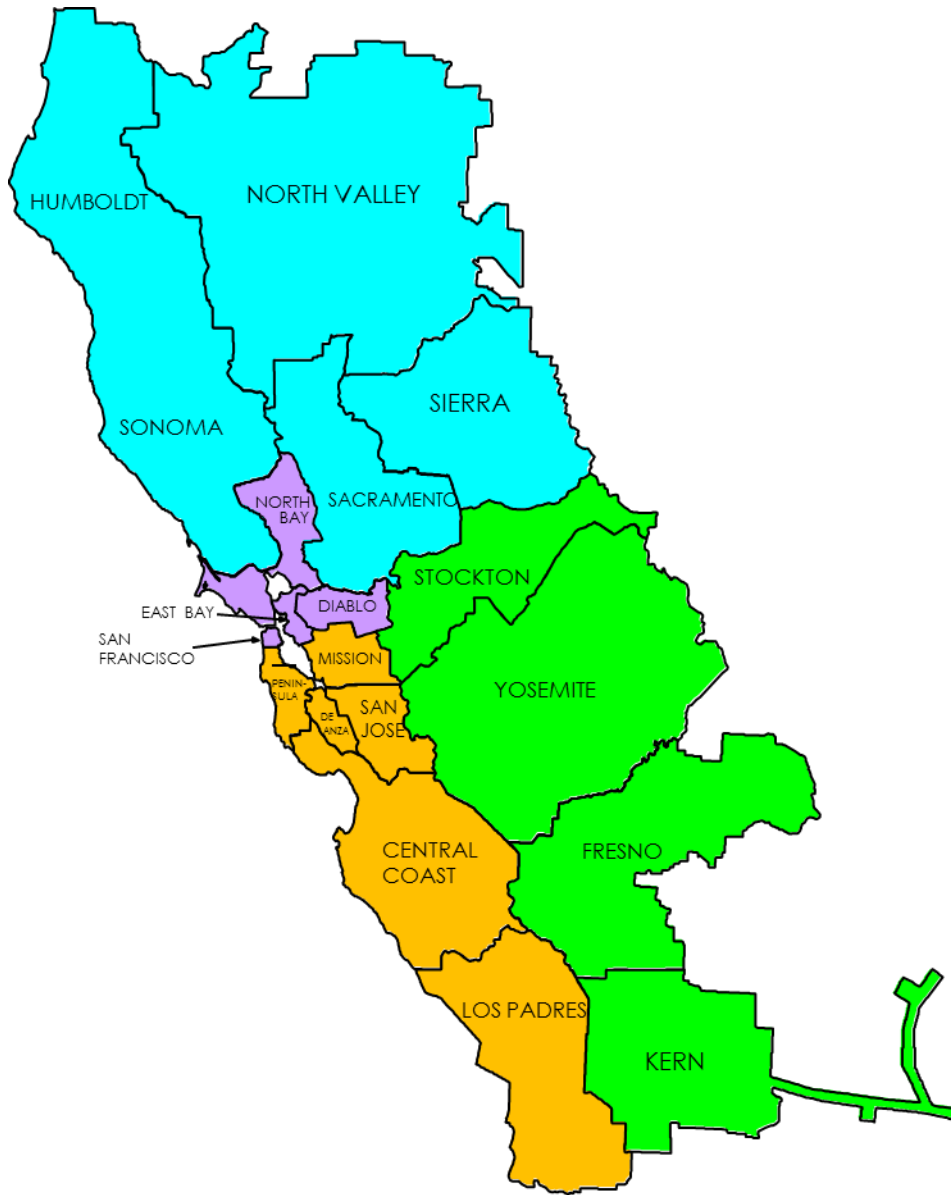 HUMBOLDT
NORTH VALLEY
SIERRA
SONOMA
NORTH
BAY
SACRAMENTO
STOCKTON
EAST BAY
DIABLO
SAN
FRANCISCO
MISSION
PENIN-
SULA
YOSEMITE
DE
ANZA
SAN
JOSE
CENTRAL
COAST
FRESNO
LOS PADRES
KERN